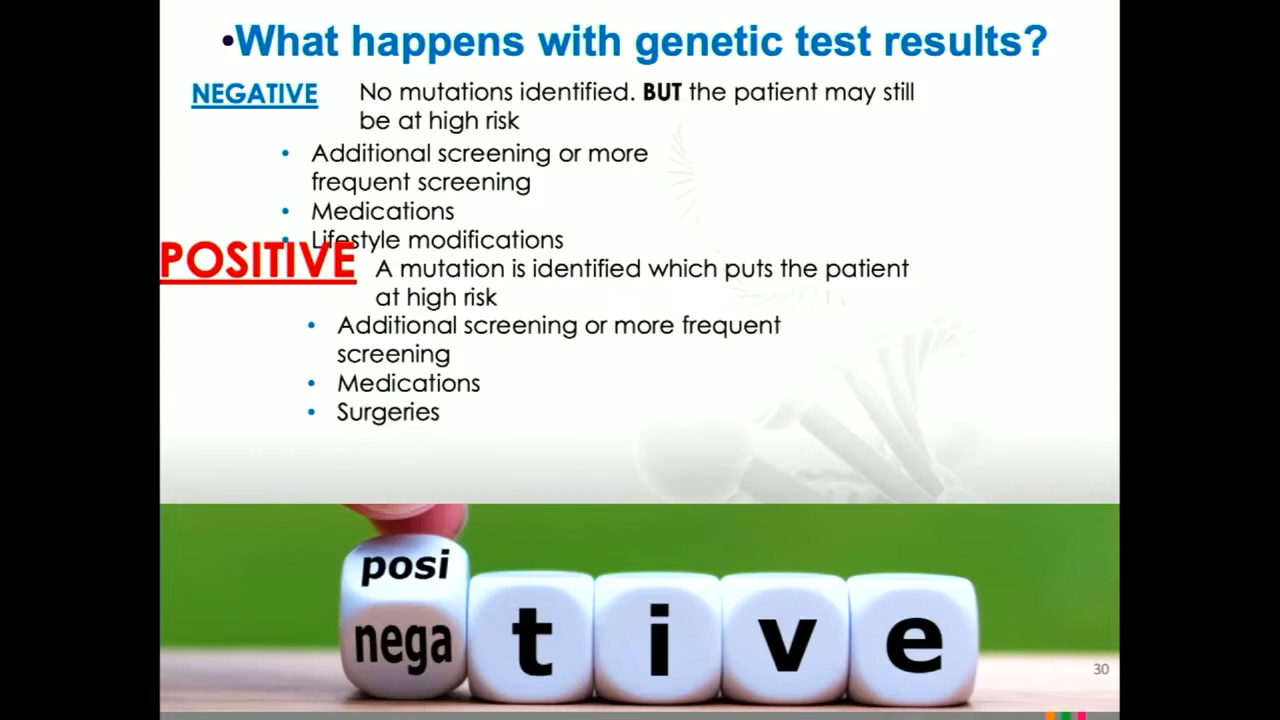 •What happens with genetic test results?
NEGATIVE No mutations identified. BUT the patient may still
be at high risk
• Additional screening or more
frequent screening
• Medications
• Lifestyle modifications
POSITIVE A mutation is identified which puts the patient
at high risk
• Additional screening or more frequent
screening
• Medications
• Surgeries
posi
nega t i v e
30